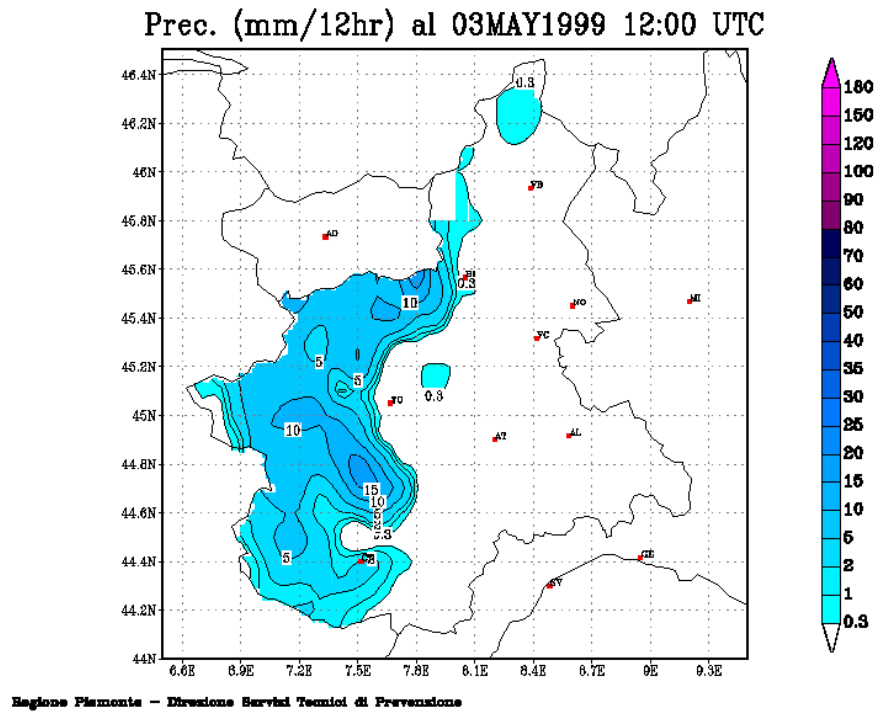 Prec. (mm/12hr) al 03MAY1999 12:00 UTC
46.4N
46.2N
46N
45.8N
45.6N
45.4N
45.2N
45N
44.8N
44.6N
44.4N
44.2N
44N
6.6E 6.9E 7.2E 7.5E 7.8E 8.1E 8.4E 8.7E 9E 9.3E
0.3
VB
AO
BI
0.3
10
NO
MI
VC
5
5
0.3
TO
10
AT
AL
15
10
5
2
0.3
5
CN
GE
SV
180
150
120
100
90
80
70
60
50
40
35
30
25
20
15
10
5
2
1
0.3
Regione Piemonte – Direzione Servizi Tecnici di Prevenzione